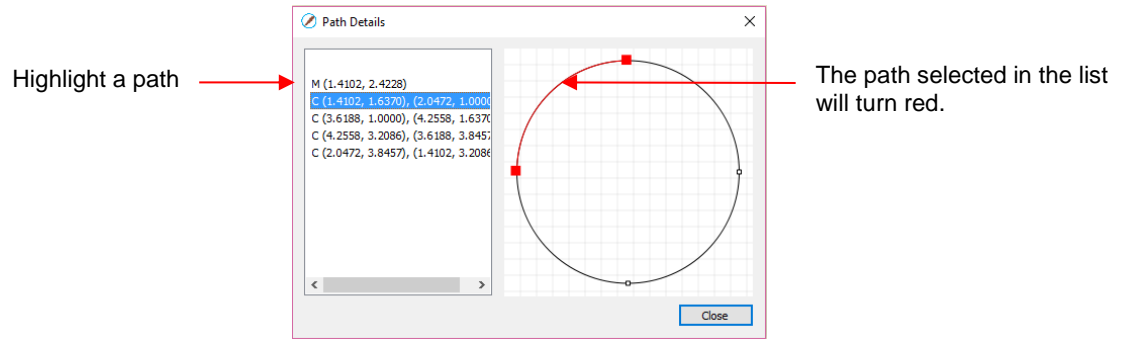 Path Details
Highlight a path
M (1.4102, 2.4228)
C (1.4102, 1.6370), (2.0472, 1.0000
C (3.6188, 1.0000), (4.2558, 1.6370
C (4.2558, 3.2086), (3.6188, 3.8457
C (2.0472, 3.8457), (1.4102, 3.2086
The path selected in the list
will turn red.
Close